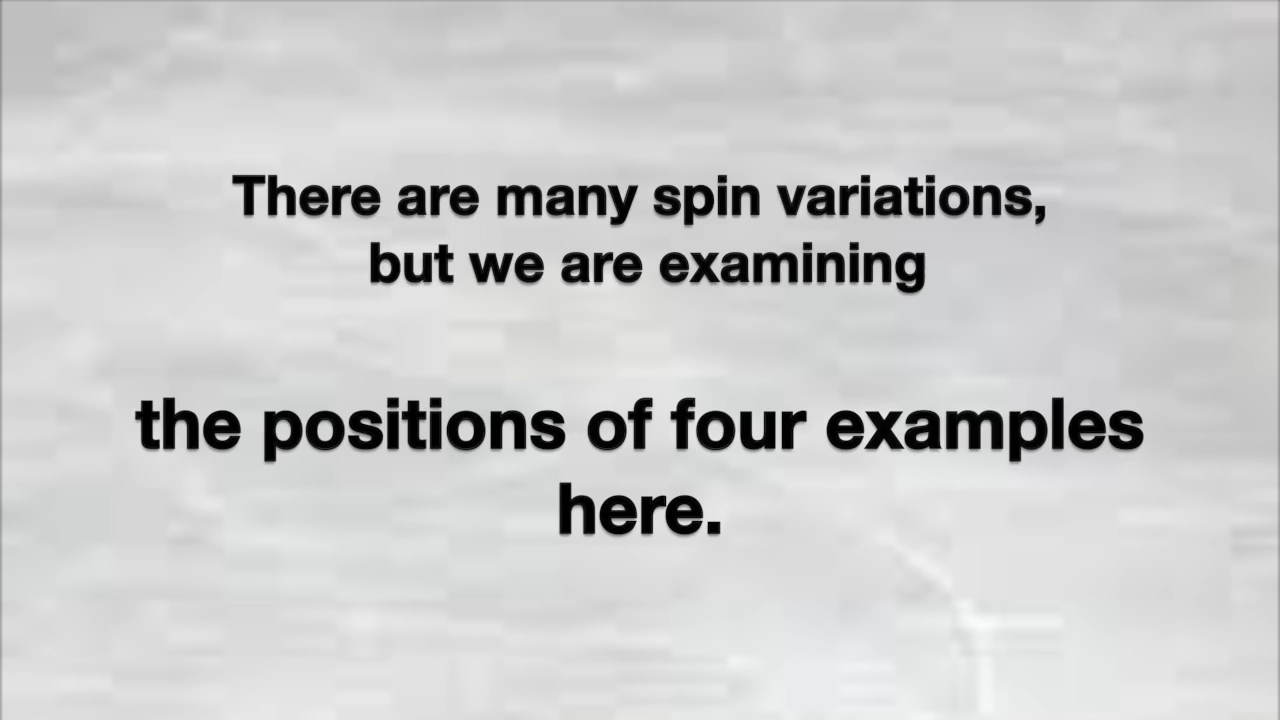 There are many spin variations,
but we are examining
the positions of four examples
here.